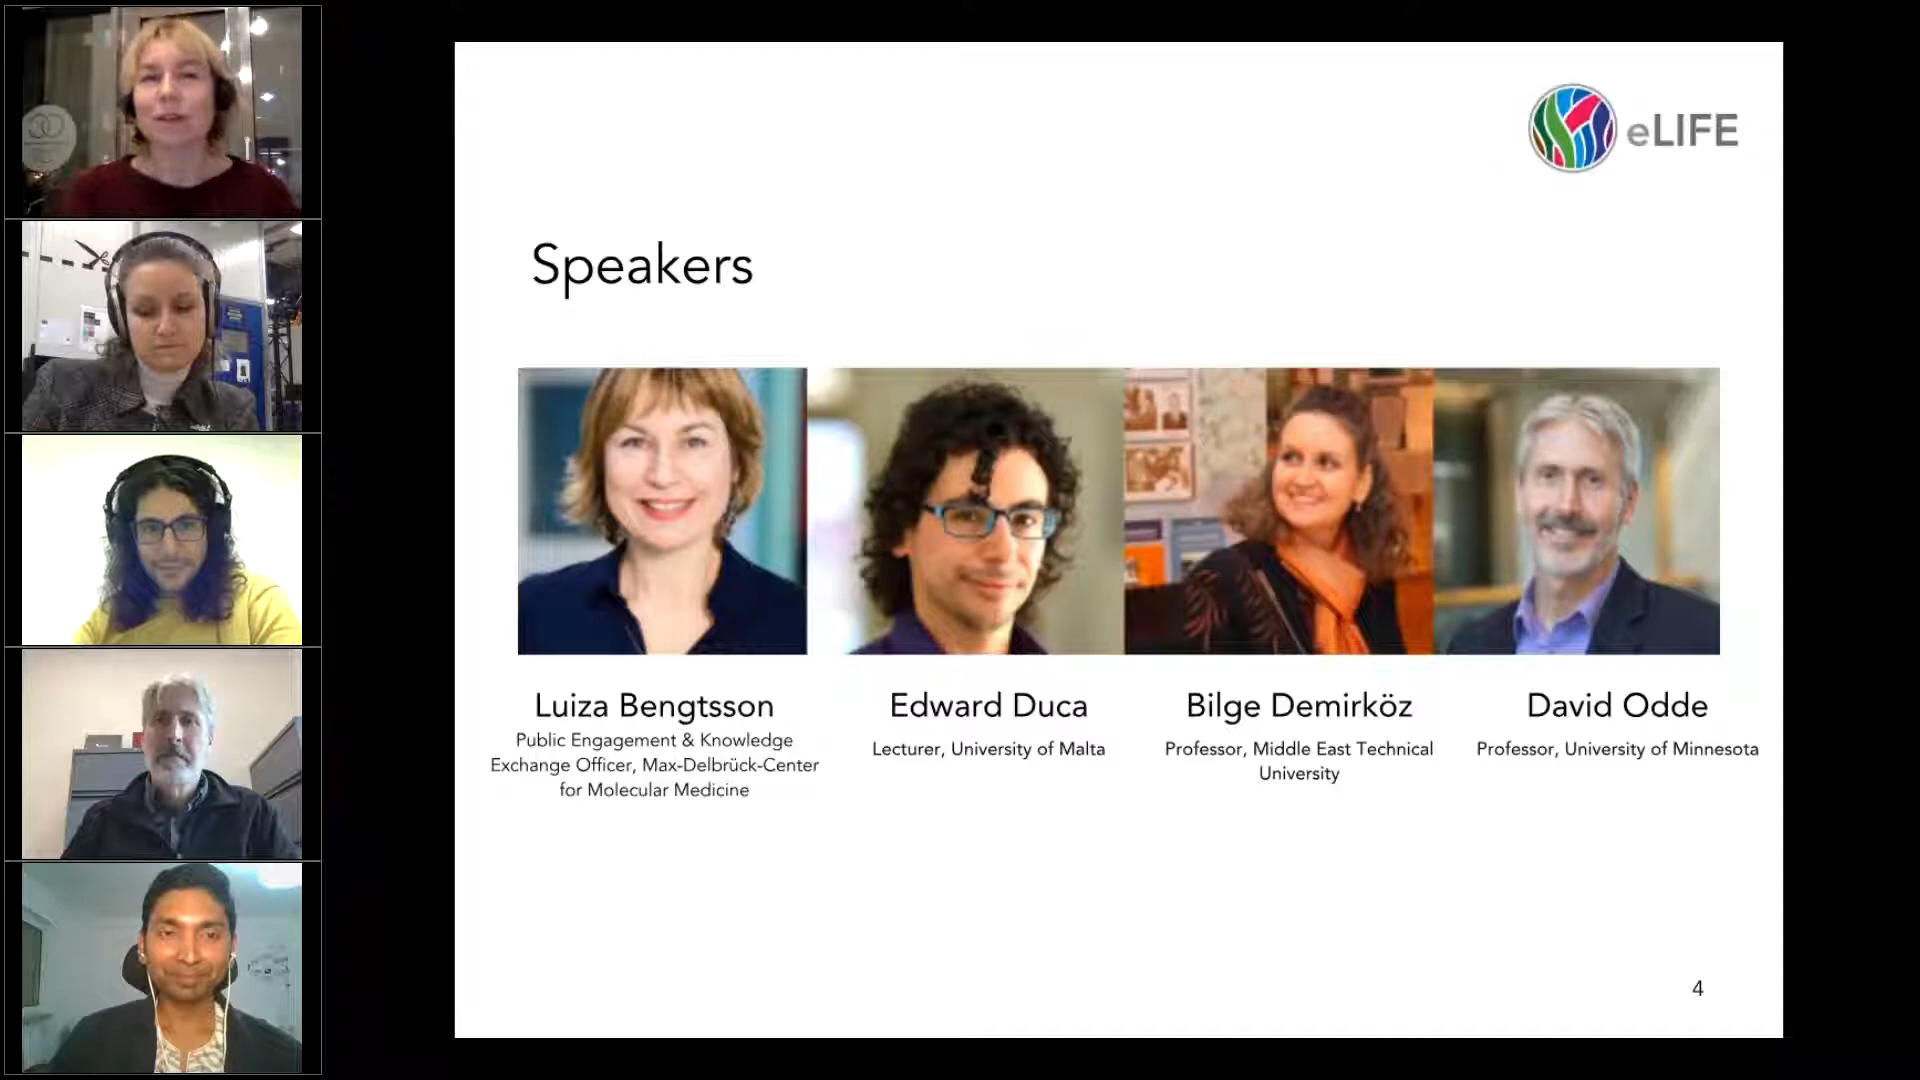 eLIFE
Speakers
Luiza Bengtsson
Public Engagement & Knowledge
Exchange Officer, Max-Delbrück-Center
for Molecular Medicine
Edward Duca
Lecturer, University of Malta
Bilge Demirköz
Professor, Middle East Technical
University
David Odde
Professor, University of Minnesota
4